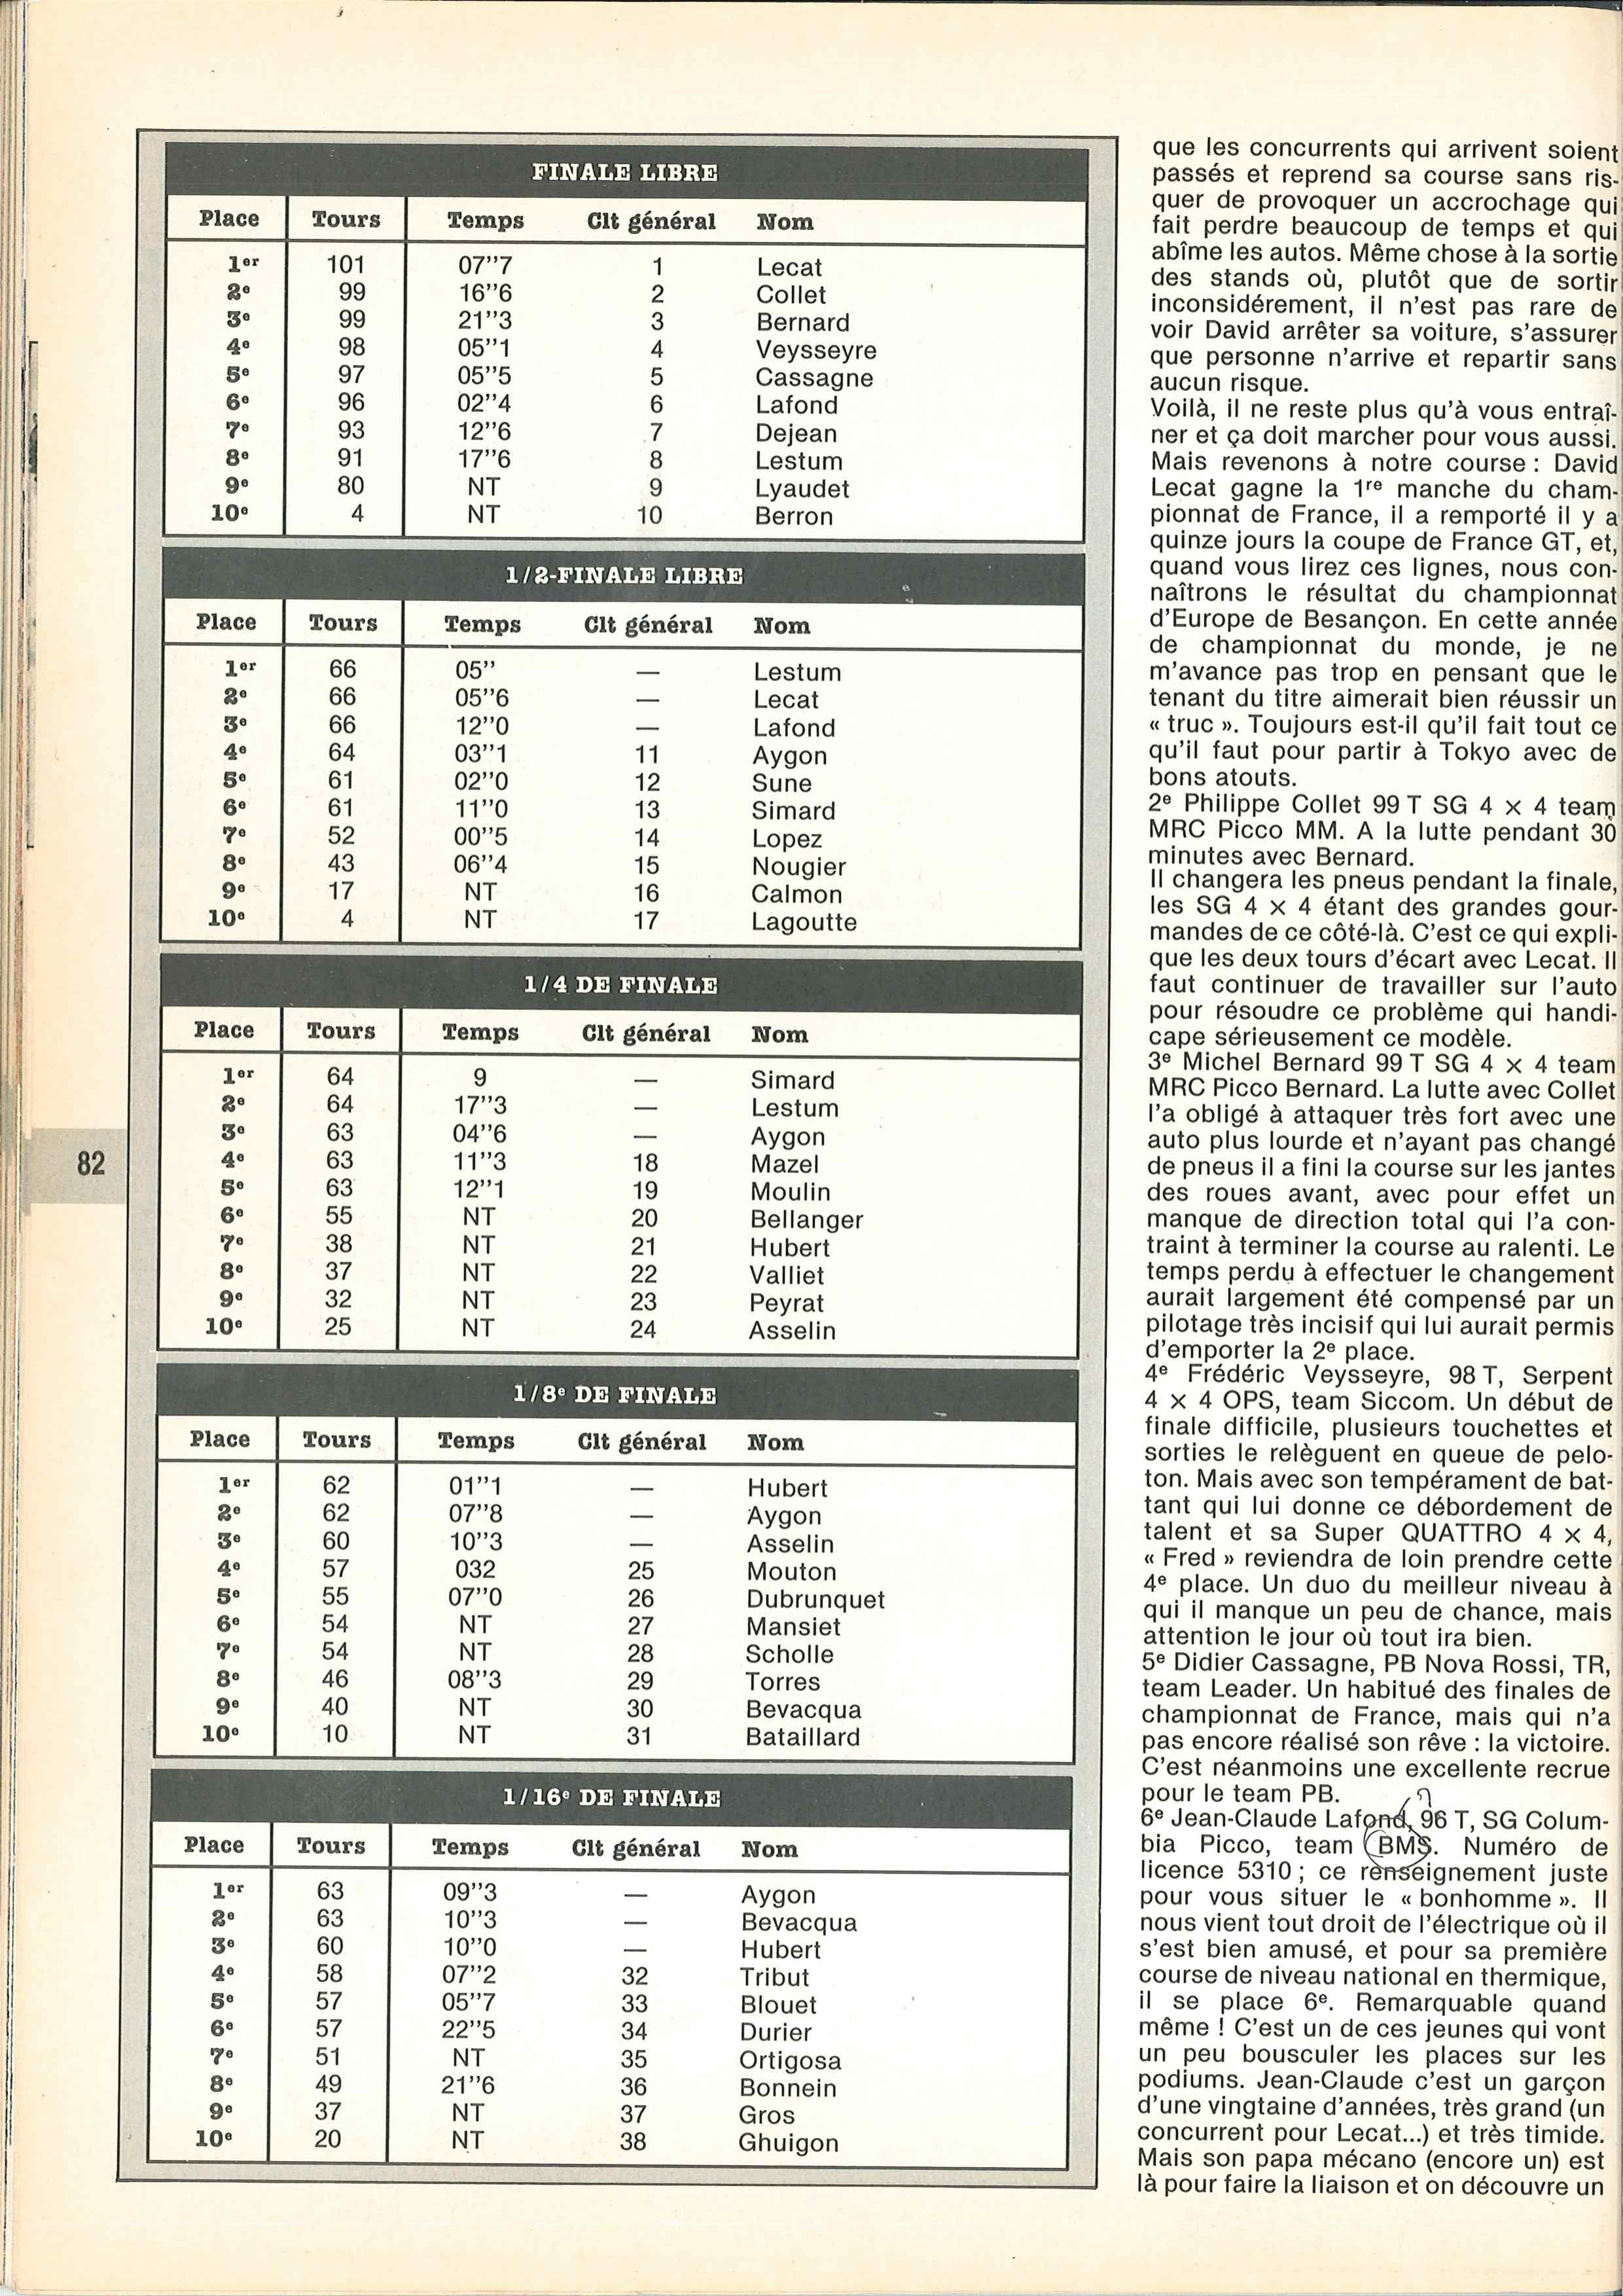 FINALE LIBRE
Place Tours Temps Clt général Nom
1er 101 07''7 1 Lecat
2e 99 16''6 2 Collet
3e 99 21''3 3 Bernard
4e 98 05''1 4 Veysseyre
5e 97 05''5 5 Cassagne
6e 96 02''4 6 Lafond
7e 93 12''6 7 Dejean
8e 91 17''6 8 Lestum
9e 80 NT 9 Lyaudet
10e 4 NT 10 Berron
1/2-FINALE LIBRE
Place Tours Temps Clt général Nom
1er 66 05'' — Lestum
2e 66 05''6 — Lecat
3e 66 12''0 — Lafond
4e 64 03''1 11 Aygon
5e 61 02''0 12 Sune
6e 61 11''0 13 Simard
7e 52 00''5 14 Lopez
8e 43 06''4 15 Nougier
9e 17 NT 16 Calmon
10e 4 NT 17 Lagoutte
1/4 DE FINALE
Place Tours Temps Clt général Nom
1er 64 9 — Simard
2e 64 17''3 — Lestum
3e 63 04''6 — Aygon
4e 63 11''3 18 Mazel
5e 63 12''1 19 Moulin
6e 55 NT 20 Bellanger
7e 38 NT 21 Hubert
8e 37 NT 22 Valliet
9e 32 NT 23 Peyrat
10e 25 NT 24 Asselin
1/8e DE FINALE
Place Tours Temps Clt général Nom
1er 62 01''1 — Hubert
2e 62 07''8 — Aygon
3e 60 10''3 — Asselin
4e 57 032 25 Mouton
5e 55 07''0 26 Dubrunquet
6e 54 NT 27 Mansiet
7e 54 NT 28 Scholle
8e 46 08''3 29 Torres
9e 40 NT 30 Bevacqua
10e 10 NT 31 Bataillard
1/16e DE FINALE
Place Tours Temps Clt général Nom
1er 63 09''3 — Aygon
2e 63 10''3 — Bevacqua
3e 60 10''0 — Hubert
4e 58 07''2 32 Tribut
5e 57 05''7 33 Blouet
6e 57 22''5 34 Durier
7e 51 NT 35 Ortigosa
8e 49 21''6 36 Bonnein
9e 37 NT 37 Gros
10e 20 NT 38 Ghuigon
82
que les concurrents qui arrivent soient
passés et reprend sa course sans ris-
quer de provoquer un accrochage qui
fait perdre beaucoup de temps et qui
abîme les autos. Même chose à la sortie
des stands où, plutôt que de sortir
inconsidérement, il n'est pas rare de
voir David arrêter sa voiture, s'assurer
que personne n'arrive et repartir sans
aucun risque.
Voilà, il ne reste plus qu'à vous entraî-
ner et ça doit marcher pour vous aussi.
Mais revenons à notre course : David
Lecat gagne la 1re manche du cham-
pionnat de France, il a remporté il y a
quinze jours la coupe de France GT, et,
quand vous lirez ces lignes, nous con-
naîtrons le résultat du championnat
d'Europe de Besançon. En cette année
de championnat du monde, je ne
m'avance pas trop en pensant que le
tenant du titre aimerait bien réussir un
« truc ». Toujours est-il qu'il fait tout ce
qu'il faut pour partir à Tokyo avec de
bons atouts.
2e Philippe Collet 99 T SG 4 × 4 team
MRC Picco MM. A la lutte pendant 30
minutes avec Bernard.
Il changera les pneus pendant la finale,
les SG 4 × 4 étant des grandes gour-
mandes de ce côté-là. C'est ce qui expli-
que les deux tours d'écart avec Lecat. Il
faut continuer de travailler sur l'auto
pour résoudre ce problème qui handi-
cape sérieusement ce modèle.
3e Michel Bernard 99 T SG 4 × 4 team
MRC Picco Bernard. La lutte avec Collet
l'a obligé à attaquer très fort avec une
auto plus lourde et n'ayant pas changé
de pneus il a fini la course sur les jantes
des roues avant, avec pour effet un
manque de direction total qui l'a con-
traint à terminer la course au ralenti. Le
temps perdu à effectuer le changement
aurait largement été compensé par un
pilotage très incisif qui lui aurait permis
d'emporter la 2e place.
4e Frédéric Veysseyre, 98 T, Serpent
4 × 4 OPS, team Siccom. Un début de
finale difficile, plusieurs touchettes et
sorties le relèguent en queue de pelo-
ton. Mais avec son tempérament de bat-
tant qui lui donne ce débordement de
talent et sa Super QUATTRO 4 × 4,
« Fred » reviendra de loin prendre cette
4e place. Un duo du meilleur niveau à
qui il manque un peu de chance, mais
attention le jour où tout ira bien.
5e Didier Cassagne, PB Nova Rossi, TR,
team Leader. Un habitué des finales de
championnat de France, mais qui n'a
pas encore réalisé son rêve : la victoire.
C'est néanmoins une excellente recrue
pour le team PB.
?
6e Jean-Claude Lafond, 96 T, SG Colum-
bia Picco, team BMS. Numéro de
licence 5310 ; ce renseignement juste
pour vous situer le « bonhomme ». Il
nous vient tout droit de l'électrique où il
s'est bien amusé, et pour sa première
course de niveau national en thermique,
il se place 6e. Remarquable quand
même ! C'est un de ces jeunes qui vont
un peu bousculer les places sur les
podiums. Jean-Claude c'est un garçon
d'une vingtaine d'années, très grand (un
concurrent pour Lecat...) et très timide.
Mais son papa mécano (encore un) est
là pour faire la liaison et on découvre un